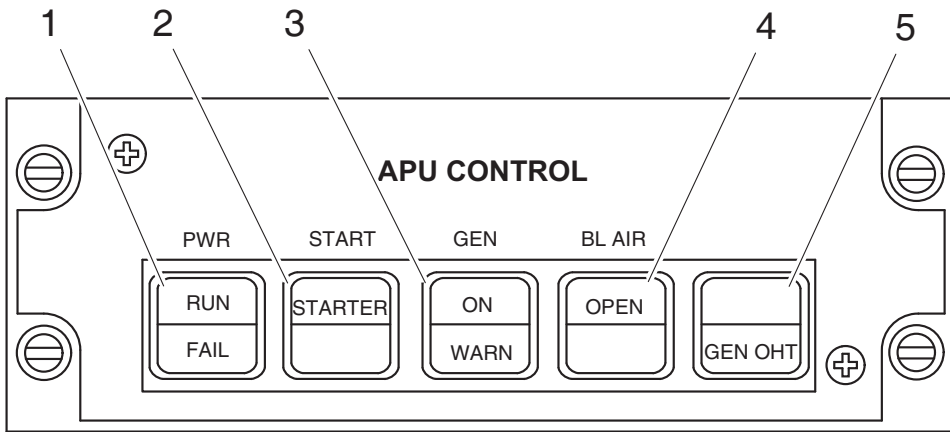 1 2 3 4 5
APU CONTROL
PWR START GEN BL AIR
RUN STARTER ON OPEN
FAIL WARN GEN OHT